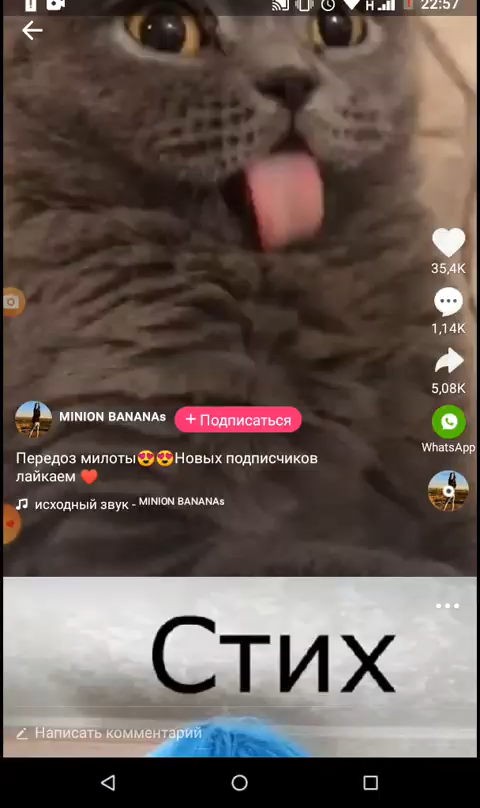 22:57
H
35,4K
1,14K
5,08K
WhatsApp
MINION BANANAs
+ Подписаться
Передоз милоты😍😍Новых подписчиков
лайкаем ❤️
исходный звук - MINION BANANAs
Стих
Написать комментарий